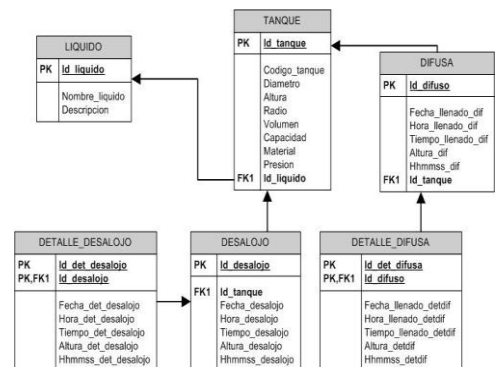 TANQUE
PK Id_tanque
Codigo_tanque
Diametro
Altura
Radio
Volumen
Capacidad
Material
Presion
FK1 Id_liquido
LIQUIDO
PK Id_liquido
Nombre_liquido
Descripcion
DIFUSA
PK Id_difuso
Fecha_llenado_dif
Hora_llenado_dif
Tiempo_llenado_dif
Altura_dif
Hhmmss_dif
FK1 Id_tanque
DETALLE_DESALOJO
PK Id_det_desalojo
PK,FK1 Id_desalojo
Fecha_det_desalojo
Hora_det_desalojo
Tiempo_det_desalojo
Altura_det_desalojo
Hhmmss_det_desalojo
DESALOJO
PK Id_desalojo
FK1 Id_tanque
Fecha_desalojo
Hora_desalojo
Tiempo_desalojo
Altura_desalojo
Hhmmss_desalojo
DETALLE_DIFUSA
PK Id_det_difusa
PK,FK1 Id_difuso
Fecha_llenado_detdif
Hora_llenado_detdif
Tiempo_llenado_detdif
Altura_detdif
Hhmmss_detdif